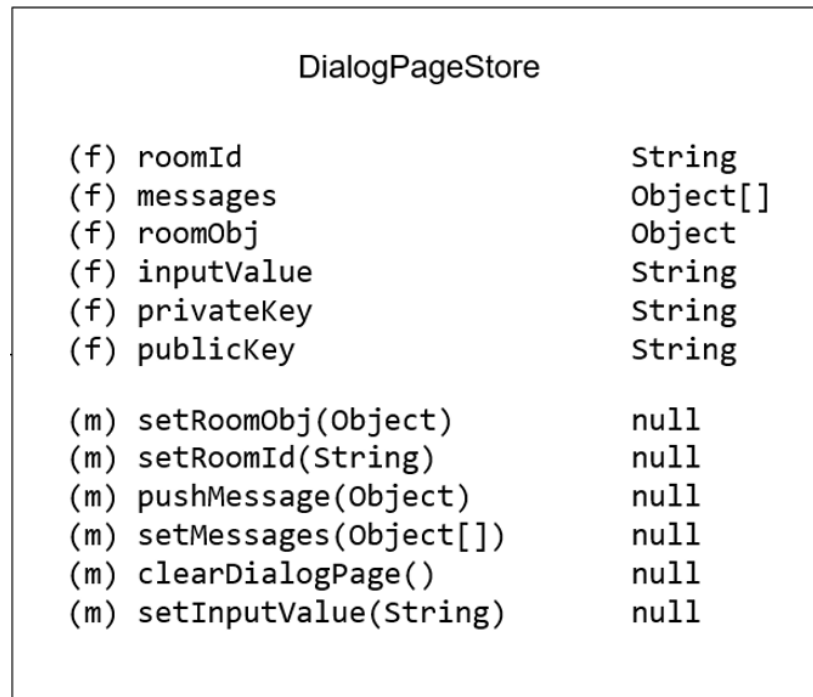 DialogPageStore
(f) roomId String
(f) messages Object[]
(f) roomObj Object
(f) inputValue String
(f) privateKey String
(f) publicKey String
(m) setRoomObj(Object) null
(m) setRoomId(String) null
(m) pushMessage(Object) null
(m) setMessages(Object[]) null
(m) clearDialogPage() null
(m) setInputValue(String) null